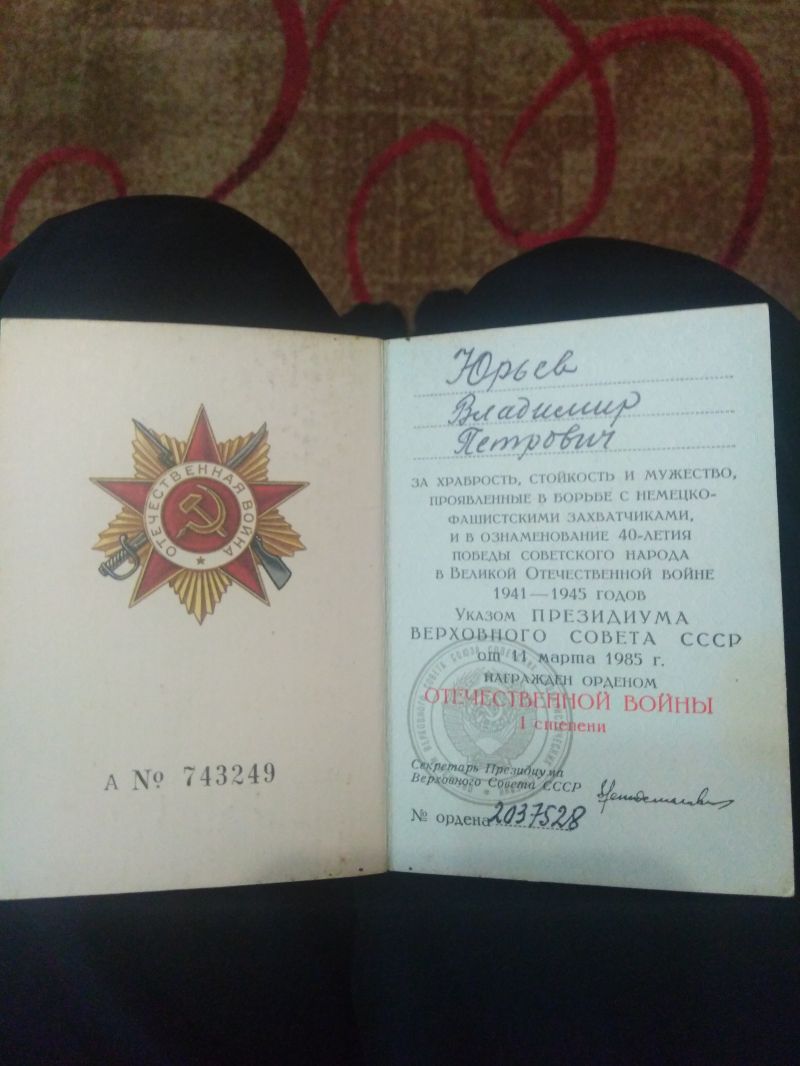 ОТЕЧЕСТВЕННАЯ ВОЙНА
А № 743249
Юрьев
Владимир
Петрович
ЗА ХРАБРОСТЬ, СТОЙКОСТЬ И МУЖЕСТВО,
ПРОЯВЛЕННЫЕ В БОРЬБЕ С НЕМЕЦКО-
ФАШИСТСКИМИ ЗАХВАТЧИКАМИ,
И В ОЗНАМЕНОВАНИЕ 40-ЛЕТИЯ
ПОБЕДЫ СОВЕТСКОГО НАРОДА
В ВЕЛИКОЙ ОТЕЧЕСТВЕННОЙ ВОЙНЕ
1941—1945 ГОДОВ
УКАЗОМ ПРЕЗИДИУМА
ВЕРХОВНОГО СОВЕТА СССР
от 11 марта 1985 г.
НАГРАЖДЕН ОРДЕНОМ
ОТЕЧЕСТВЕННОЙ ВОЙНЫ
I степени
Секретарь Президиума
Верховного Совета СССР
№ ордена 2037528